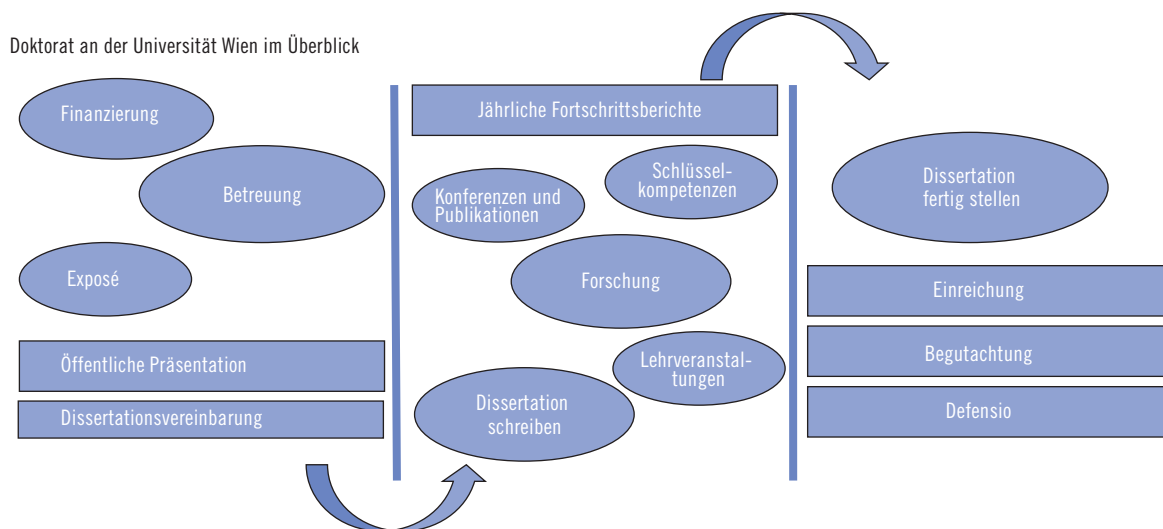 Doktorat an der Universität Wien im Überblick
Finanzierung
Betreuung
Exposé
Öffentliche Präsentation
Dissertationsvereinbarung
Jährliche Fortschrittsberichte
Schlüssel-
kompetenzen
Konferenzen und
Publikationen
Forschung
Lehrveranstal-
tungen
Dissertation
schreiben
Dissertation
fertig stellen
Einreichung
Begutachtung
Defensio